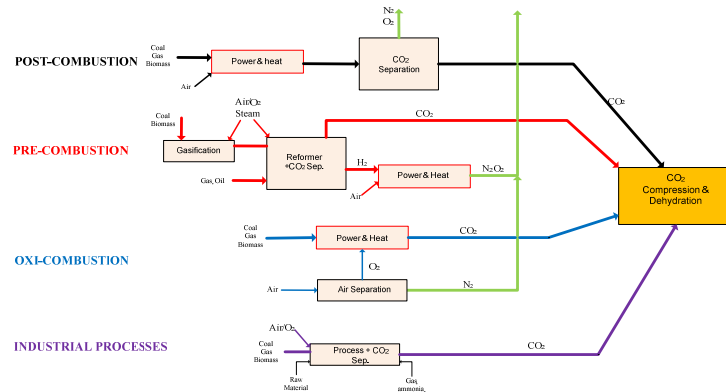 N₂
O₂
POST-COMBUSTION
Coal
Gas
Biomass
Air
Power & heat
CO₂
Separation
CO₂
PRE-COMBUSTION
Coal
Biomass
Air/O₂
Steam
Gasification
Gas, Oil
Reformer
+CO₂ Sep.
CO₂
H₂
Air
Power & Heat
N₂O₂
CO₂
Compression &
Dehydration
OXI-COMBUSTION
Coal
Gas
Biomass
Power & Heat
CO₂
O₂
Air
Air Separation
N₂
INDUSTRIAL PROCESSES
Air/O₂
Coal
Gas
Biomass
Process + CO₂
Sep.
CO₂
Raw
Material
Gas,
ammonia,